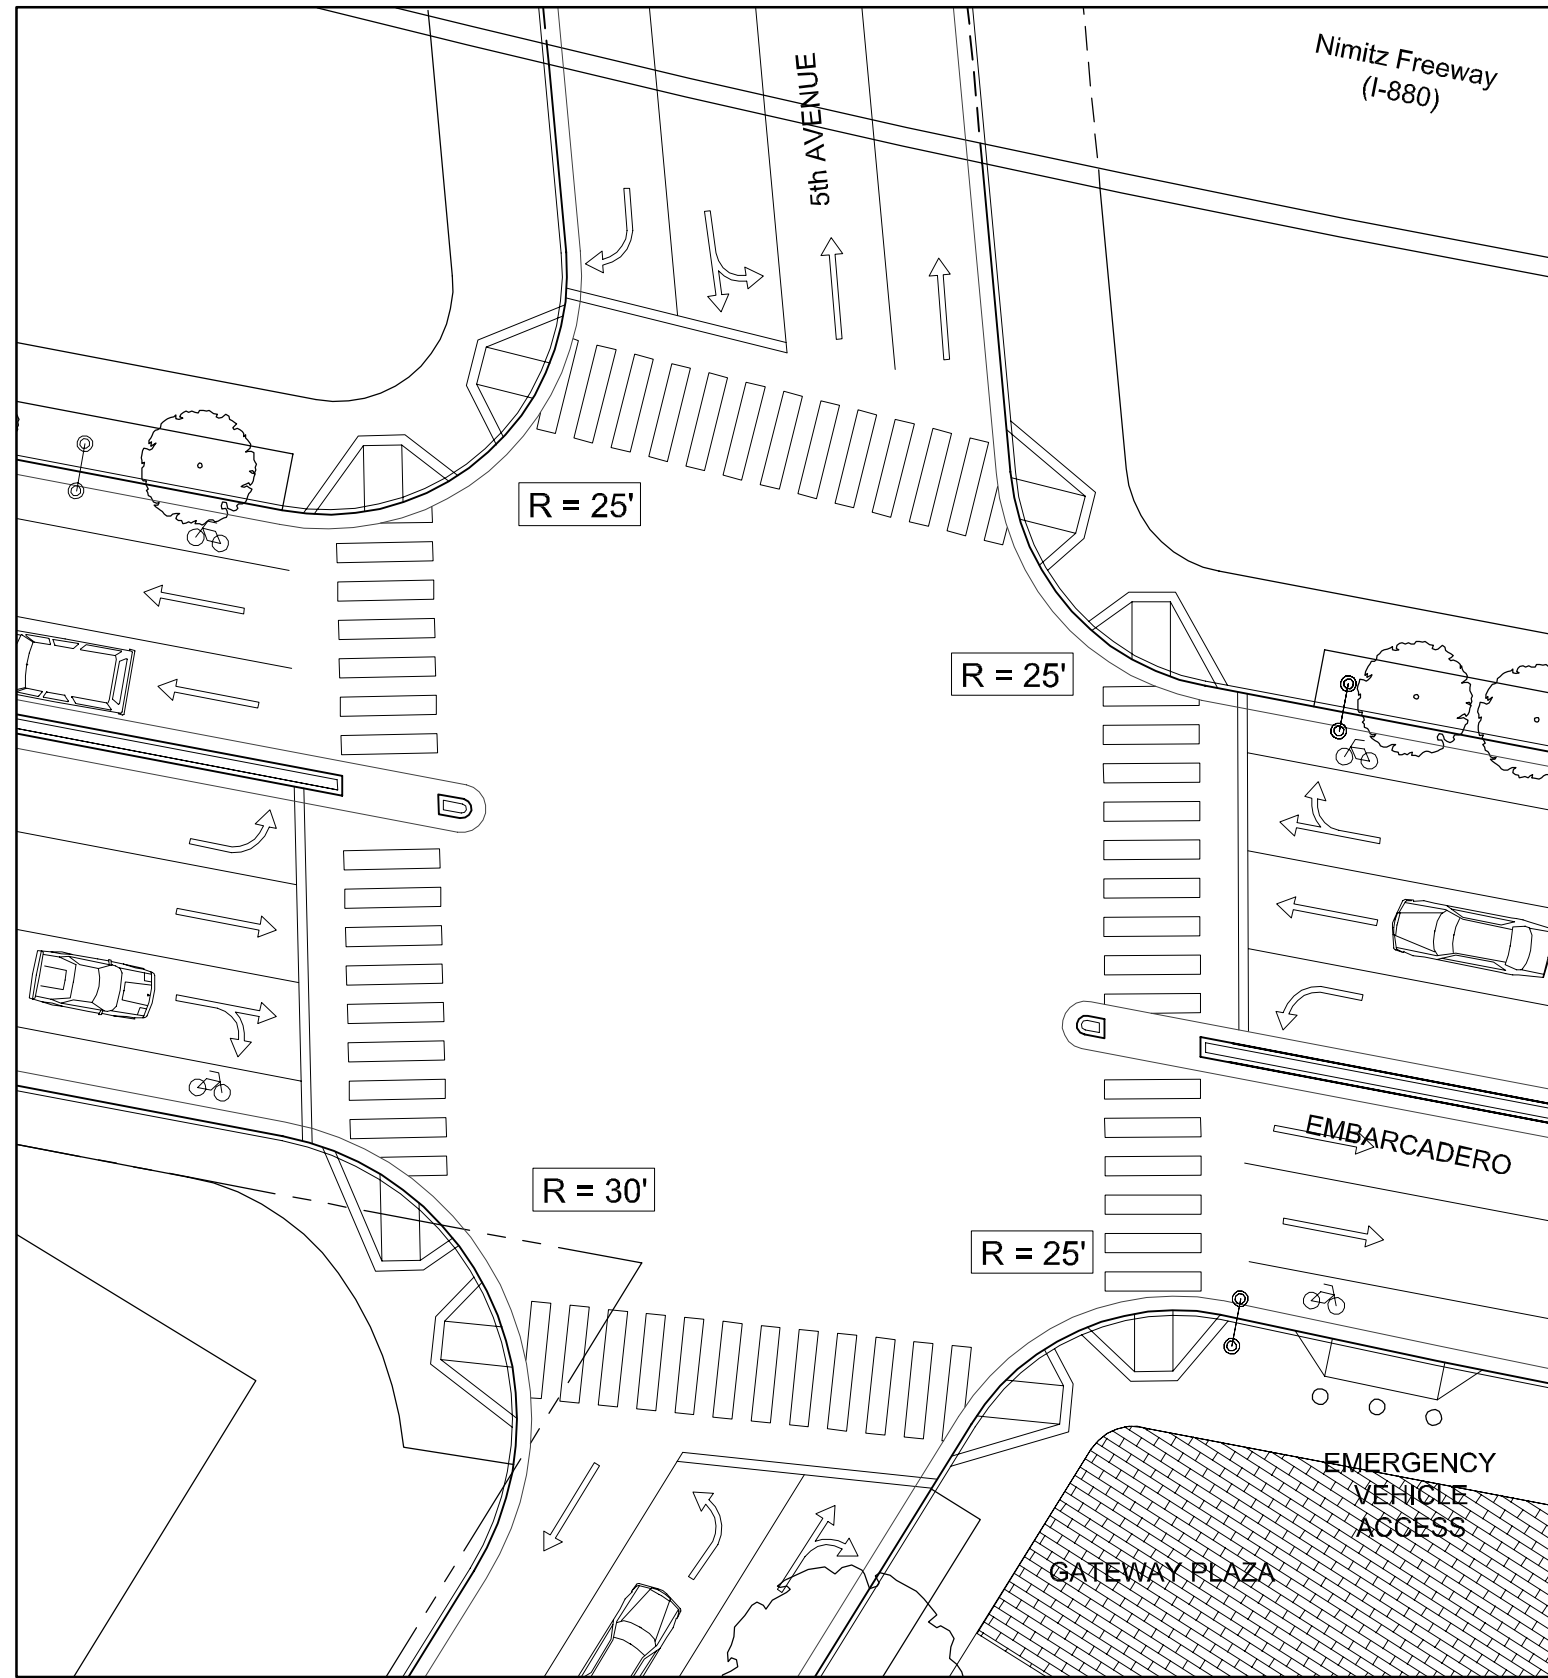 Nimitz Freeway
(I-880)
5th AVENUE
R = 25'
R = 25'
EMBARCADERO
R = 30'
R = 25'
EMERGENCY
VEHICLE
ACCESS
GATEWAY PLAZA